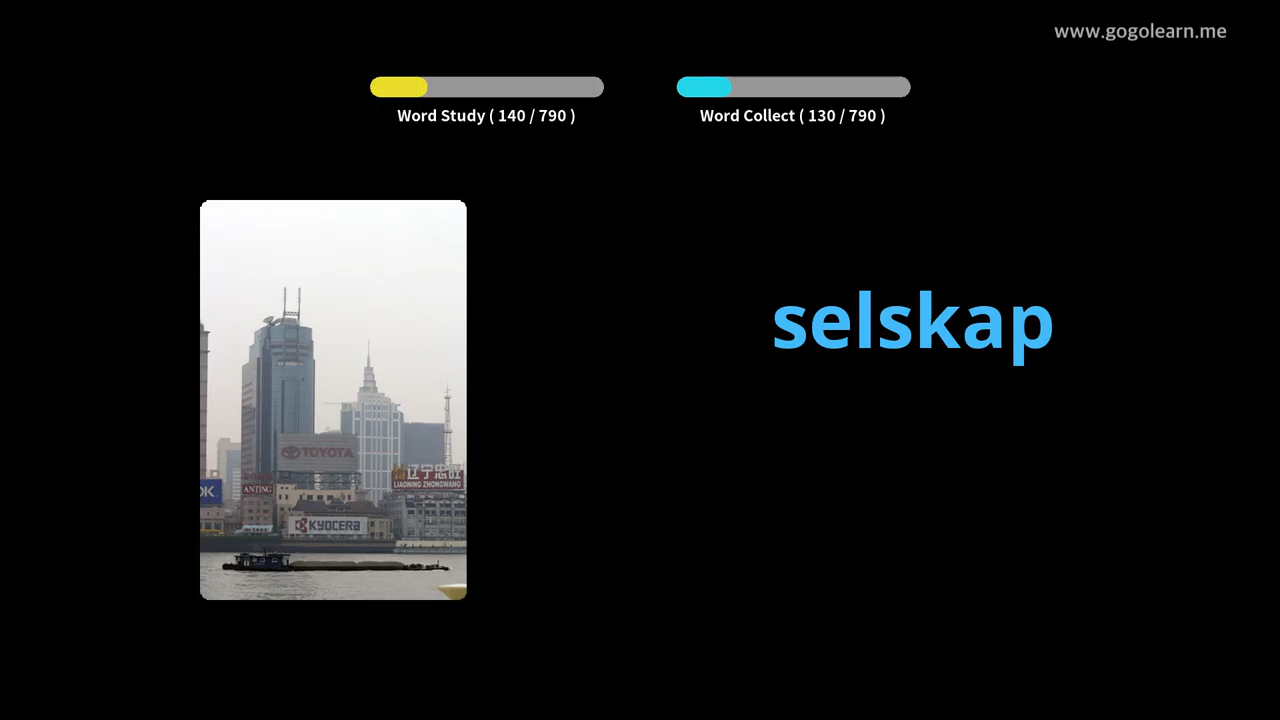 www.gogolearn.me
Word Study ( 140 / 790 )
Word Collect ( 130 / 790 )
selskap
TOYOTA
辽宁忠旺
LIAONING ZHONGWANG
OK
ANTING
KYOCERA